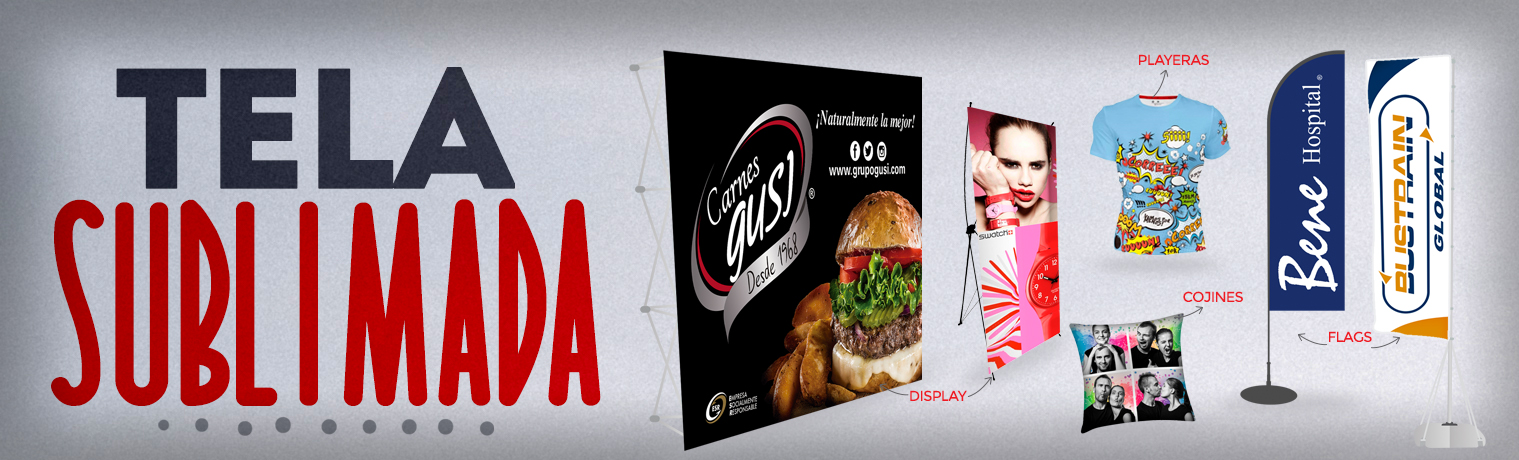 TELA
SUBLIMADA
Carnes
GUSI
®
Desde 1968
¡Naturalmente la mejor!
www.grupogusi.com
ESR
EMPRESA
SOCIALMENTE
RESPONSABLE
DISPLAY
swatch
PLAYERAS
COJINES
Bene Hospital ®
BUSTRAIN
GLOBAL
FLAGS